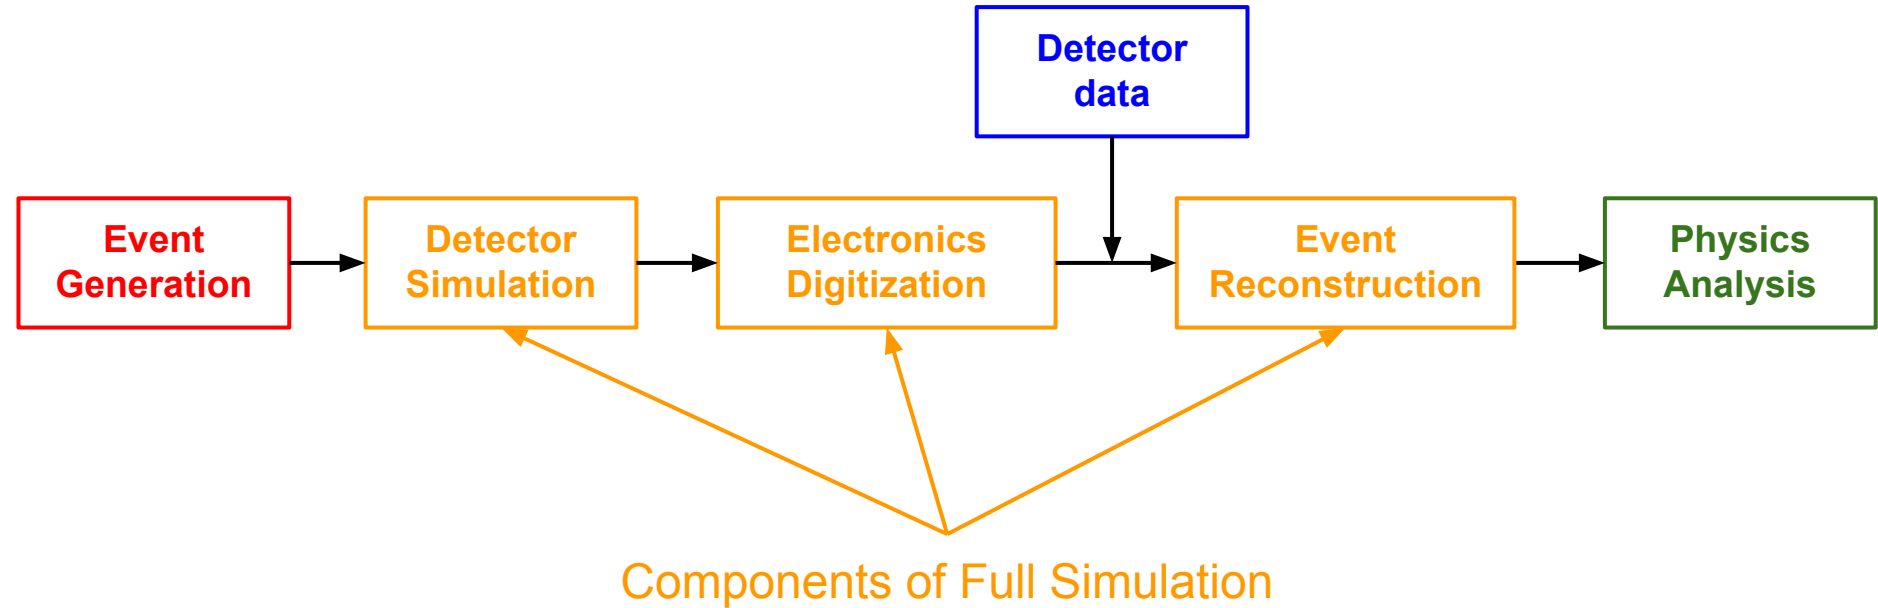 Detector
data
Event
Generation
Detector
Simulation
Electronics
Digitization
Event
Reconstruction
Physics
Analysis
Components of Full Simulation